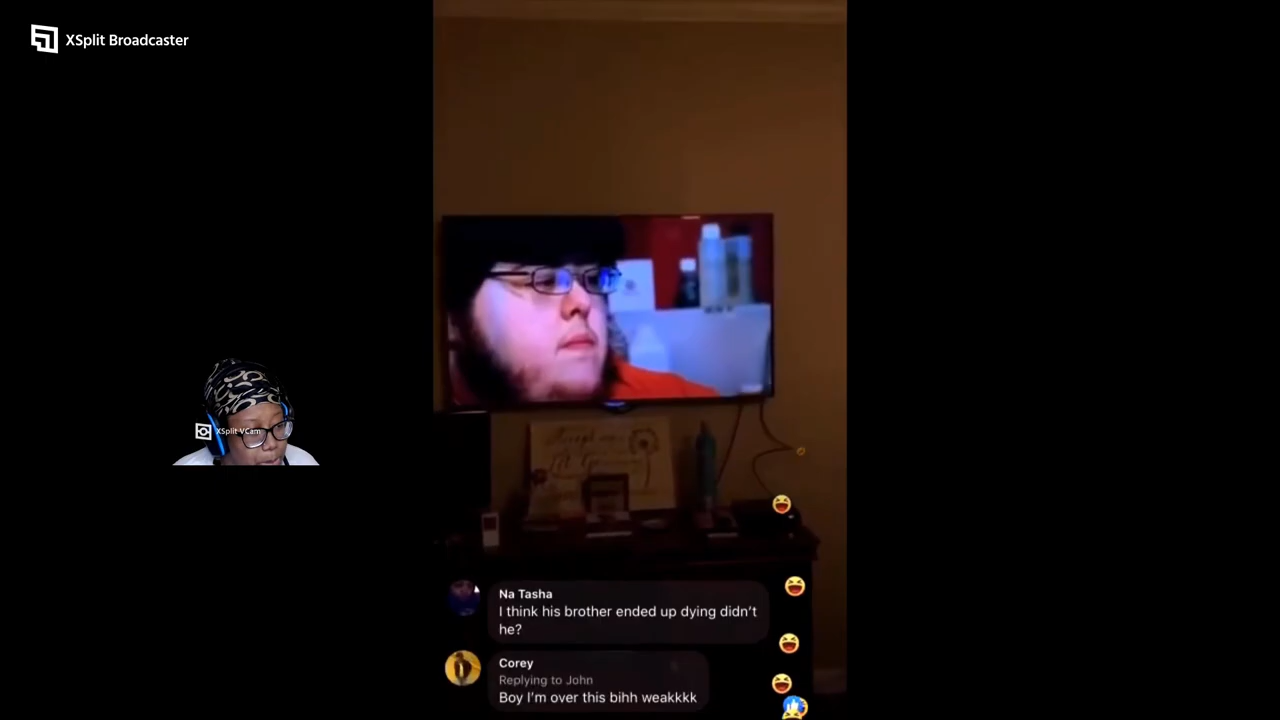 XSplit Broadcaster
XSplit VCam
Na Tasha
I think his brother ended up dying didn't
he?
Corey
Replying to John
Boy I'm over this bihh weakkkk